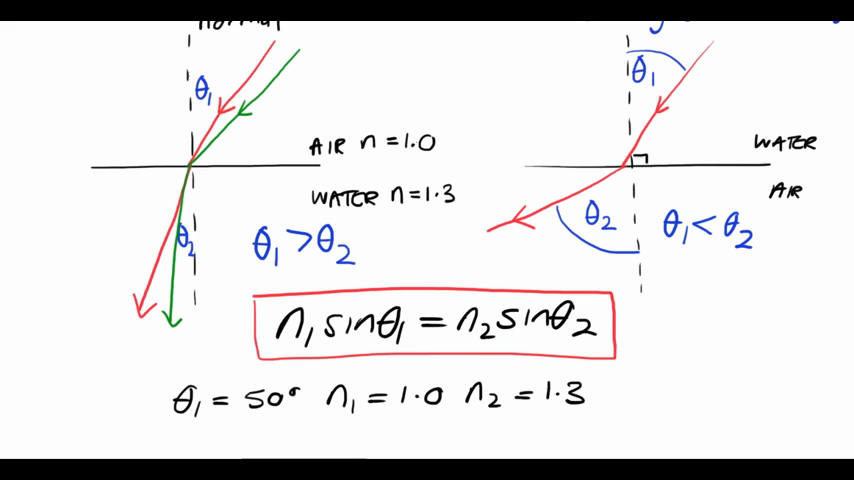 normal
θ₁
AIR n = 1.0
WATER n = 1.3
θ₂
θ₁ > θ₂
θ₁
WATER
AIR
θ₂
θ₁ < θ₂
n₁ sinθ₁ = n₂ sinθ₂
θ₁ = 50° n₁ = 1.0 n₂ = 1.3